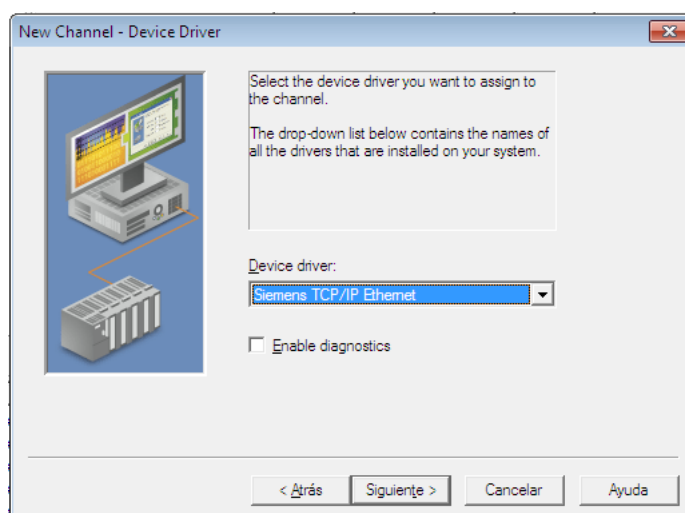 New Channel - Device Driver
Select the device driver you want to assign to
the channel.
The drop-down list below contains the names of
all the drivers that are installed on your system.
Device driver:
Siemens TCP/IP Ethernet
Enable diagnostics
< Atrás
Siguiente >
Cancelar
Ayuda